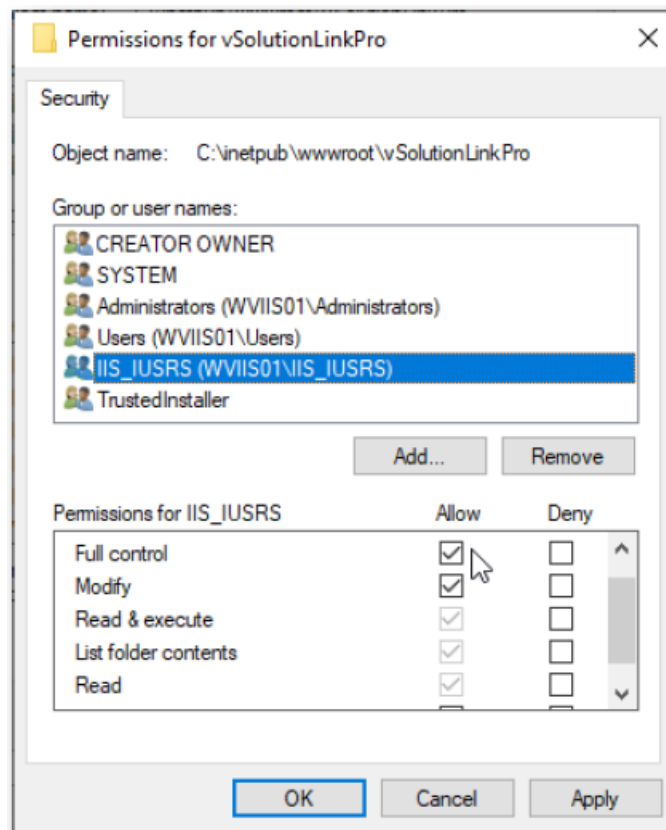 Permissions for vSolutionLinkPro
Security
Object name: C:\inetpub\wwwroot\vSolutionLinkPro
Group or user names:
CREATOR OWNER
SYSTEM
Administrators (WVIIS01\Administrators)
Users (WVIIS01\Users)
IIS_IUSRS (WVIIS01\IIS_IUSRS)
TrustedInstaller
Add... Remove
Permissions for IIS_IUSRS Allow Deny
Full control
Modify
Read & execute
List folder contents
Read
OK Cancel Apply